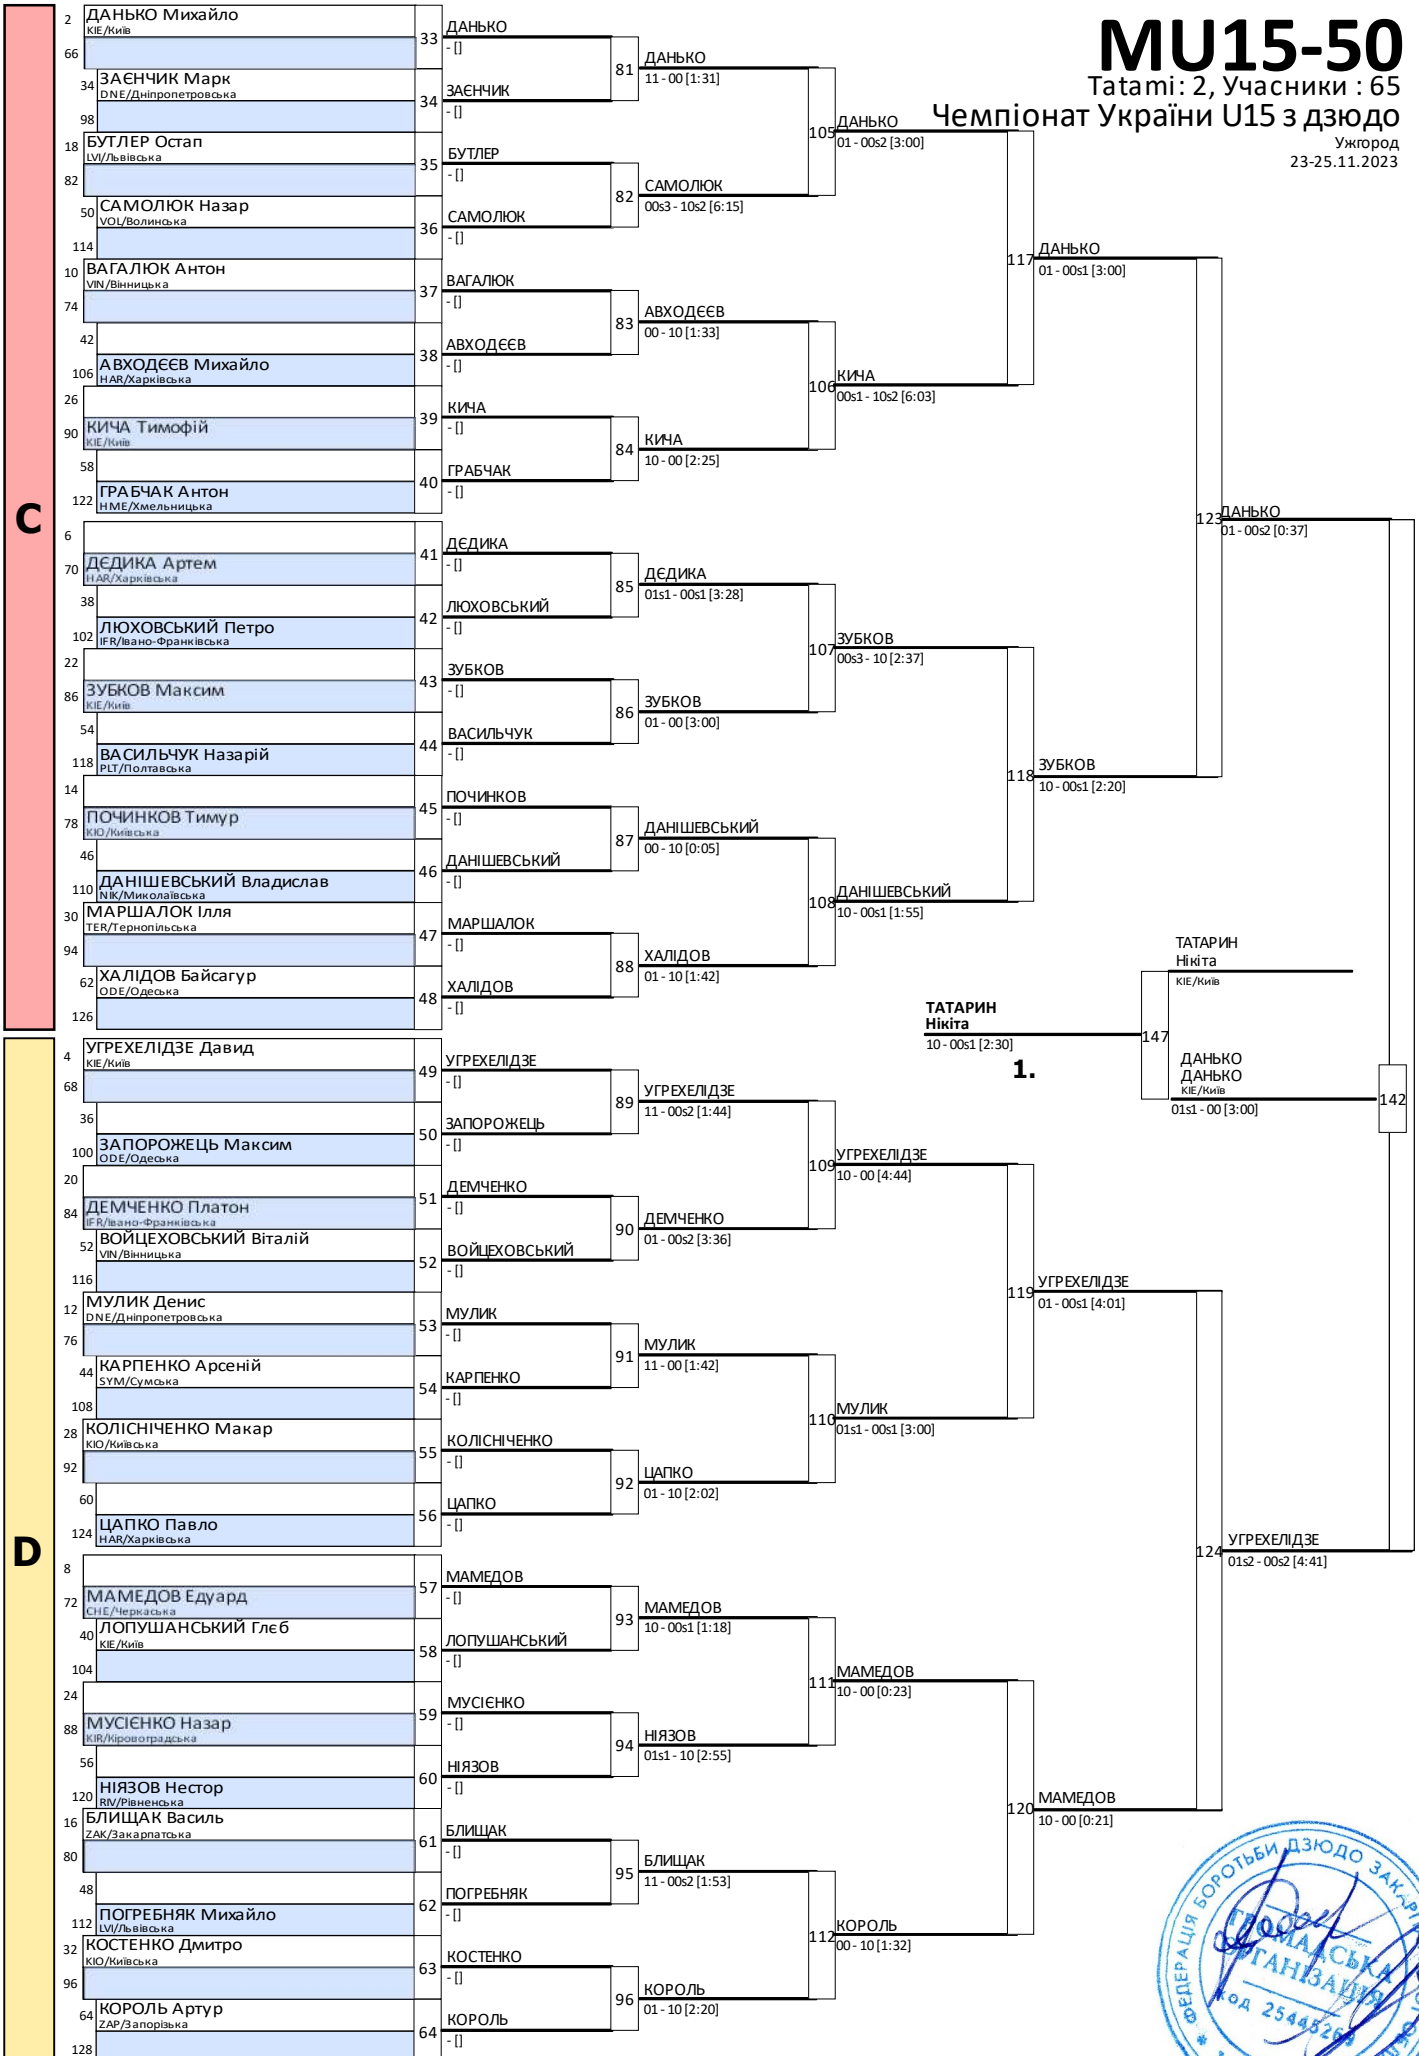 MU15-50
Tatami: 2, Учасники : 65
Чемпіонат України U15 з дзюдо
Ужгород
23-25.11.2023
C
2 ДАНЬКО Михайло
KIE/Київ
66
33
34 ЗАЄНЧИК Марк
DNE/Дніпропетровська
98
34
18 БУТЛЕР Остап
LVI/Львівська
82
35
50 САМОЛЮК Назар
VOL/Волинська
114
36
10 ВАГАЛЮК Антон
VIN/Вінницька
74
37
42
106 АВХОДЄЄВ Михайло
HAR/Харківська
38
26
90 КИЧА Тимофій
KIE/Київ
39
58
122 ГРАБЧАК Антон
HME/Хмельницька
40
6
70 ДЄДИКА Артем
HAR/Харківська
41
38
102 ЛЮХОВСЬКИЙ Петро
IFR/Івано-Франківська
42
22
86 ЗУБКОВ Максим
KIE/Київ
43
54
118 ВАСИЛЬЧУК Назарій
PLT/Полтавська
44
14
78 ПОЧИНКОВ Тимур
KIO/Київська
45
46
110 ДАНІШЕВСЬКИЙ Владислав
NIK/Миколаївська
46
30 МАРШАЛОК Ілля
TER/Тернопільська
94
47
62 ХАЛІДОВ Байсагур
ODE/Одеська
126
48
ДАНЬКО
- []
ЗАЄНЧИК
- []
БУТЛЕР
- []
САМОЛЮК
- []
ВАГАЛЮК
- []
АВХОДЄЄВ
- []
КИЧА
- []
ГРАБЧАК
- []
ДЄДИКА
- []
ЛЮХОВСЬКИЙ
- []
ЗУБКОВ
- []
ВАСИЛЬЧУК
- []
ПОЧИНКОВ
- []
ДАНІШЕВСЬКИЙ
- []
МАРШАЛОК
- []
ХАЛІДОВ
- []
81 ДАНЬКО
11 - 00 [1:31]
82 САМОЛЮК
00s3 - 10s2 [6:15]
83 АВХОДЄЄВ
00 - 10 [1:33]
84 КИЧА
10 - 00 [2:25]
85 ДЄДИКА
01s1 - 00s1 [3:28]
86 ЗУБКОВ
01 - 00 [3:00]
87 ДАНІШЕВСЬКИЙ
00 - 10 [0:05]
88 ХАЛІДОВ
01 - 10 [1:42]
105 ДАНЬКО
01 - 00s2 [3:00]
106 КИЧА
00s1 - 10s2 [6:03]
107 ЗУБКОВ
00s3 - 10 [2:37]
108 ДАНІШЕВСЬКИЙ
10 - 00s1 [1:55]
117 ДАНЬКО
01 - 00s1 [3:00]
118 ЗУБКОВ
10 - 00s1 [2:20]
123 ДАНЬКО
01 - 00s2 [0:37]
ТАТАРИН
Нікіта
KIE/Київ
ТАТАРИН
Нікіта
10 - 00s1 [2:30]
1.
147
ДАНЬКО
ДАНЬКО
KIE/Київ
01s1 - 00 [3:00]
142
D
4 УГРЕХЕЛІДЗЕ Давид
KIE/Київ
68
49
36
100 ЗАПОРОЖЕЦЬ Максим
ODE/Одеська
50
20
84 ДЕМЧЕНКО Платон
IFR/Івано-Франківська
51
52 ВОЙЦЕХОВСЬКИЙ Віталій
VIN/Вінницька
116
52
12 МУЛИК Денис
DNE/Дніпропетровська
76
53
44 КАРПЕНКО Арсеній
SYM/Сумська
108
54
28 КОЛІСНІЧЕНКО Макар
KIO/Київська
92
55
60
124 ЦАПКО Павло
HAR/Харківська
56
8
72 МАМЕДОВ Едуард
CHE/Черкаська
57
40 ЛОПУШАНСЬКИЙ Глєб
KIE/Київ
104
58
24
88 МУСІЄНКО Назар
KIR/Кіровоградська
59
56
120 НІЯЗОВ Нестор
RIV/Рівненська
60
16 БЛИЩАК Василь
ZAK/Закарпатська
80
61
48
112 ПОГРЕБНЯК Михайло
LVI/Львівська
62
32 КОСТЕНКО Дмитро
KIO/Київська
96
63
64 КОРОЛЬ Артур
ZAP/Запорізька
128
64
УГРЕХЕЛІДЗЕ
- []
ЗАПОРОЖЕЦЬ
- []
ДЕМЧЕНКО
- []
ВОЙЦЕХОВСЬКИЙ
- []
МУЛИК
- []
КАРПЕНКО
- []
КОЛІСНІЧЕНКО
- []
ЦАПКО
- []
МАМЕДОВ
- []
ЛОПУШАНСЬКИЙ
- []
МУСІЄНКО
- []
НІЯЗОВ
- []
БЛИЩАК
- []
ПОГРЕБНЯК
- []
КОСТЕНКО
- []
КОРОЛЬ
- []
89 УГРЕХЕЛІДЗЕ
11 - 00s2 [1:44]
90 ДЕМЧЕНКО
01 - 00s2 [3:36]
91 МУЛИК
11 - 00 [1:42]
92 ЦАПКО
01 - 10 [2:02]
93 МАМЕДОВ
10 - 00s1 [1:18]
94 НІЯЗОВ
01s1 - 10 [2:55]
95 БЛИЩАК
11 - 00s2 [1:53]
96 КОРОЛЬ
01 - 10 [2:20]
109 УГРЕХЕЛІДЗЕ
10 - 00 [4:44]
110 МУЛИК
01s1 - 00s1 [3:00]
111 МАМЕДОВ
10 - 00 [0:23]
112 КОРОЛЬ
00 - 10 [1:32]
119 УГРЕХЕЛІДЗЕ
01 - 00s1 [4:01]
120 МАМЕДОВ
10 - 00 [0:21]
124 УГРЕХЕЛІДЗЕ
01s2 - 00s2 [4:41]
ФЕДЕРАЦІЯ БОРОТЬБИ ДЗЮДО
ГРОМАДСЬКА
ОРГАНІЗАЦІЯ
код 25445269